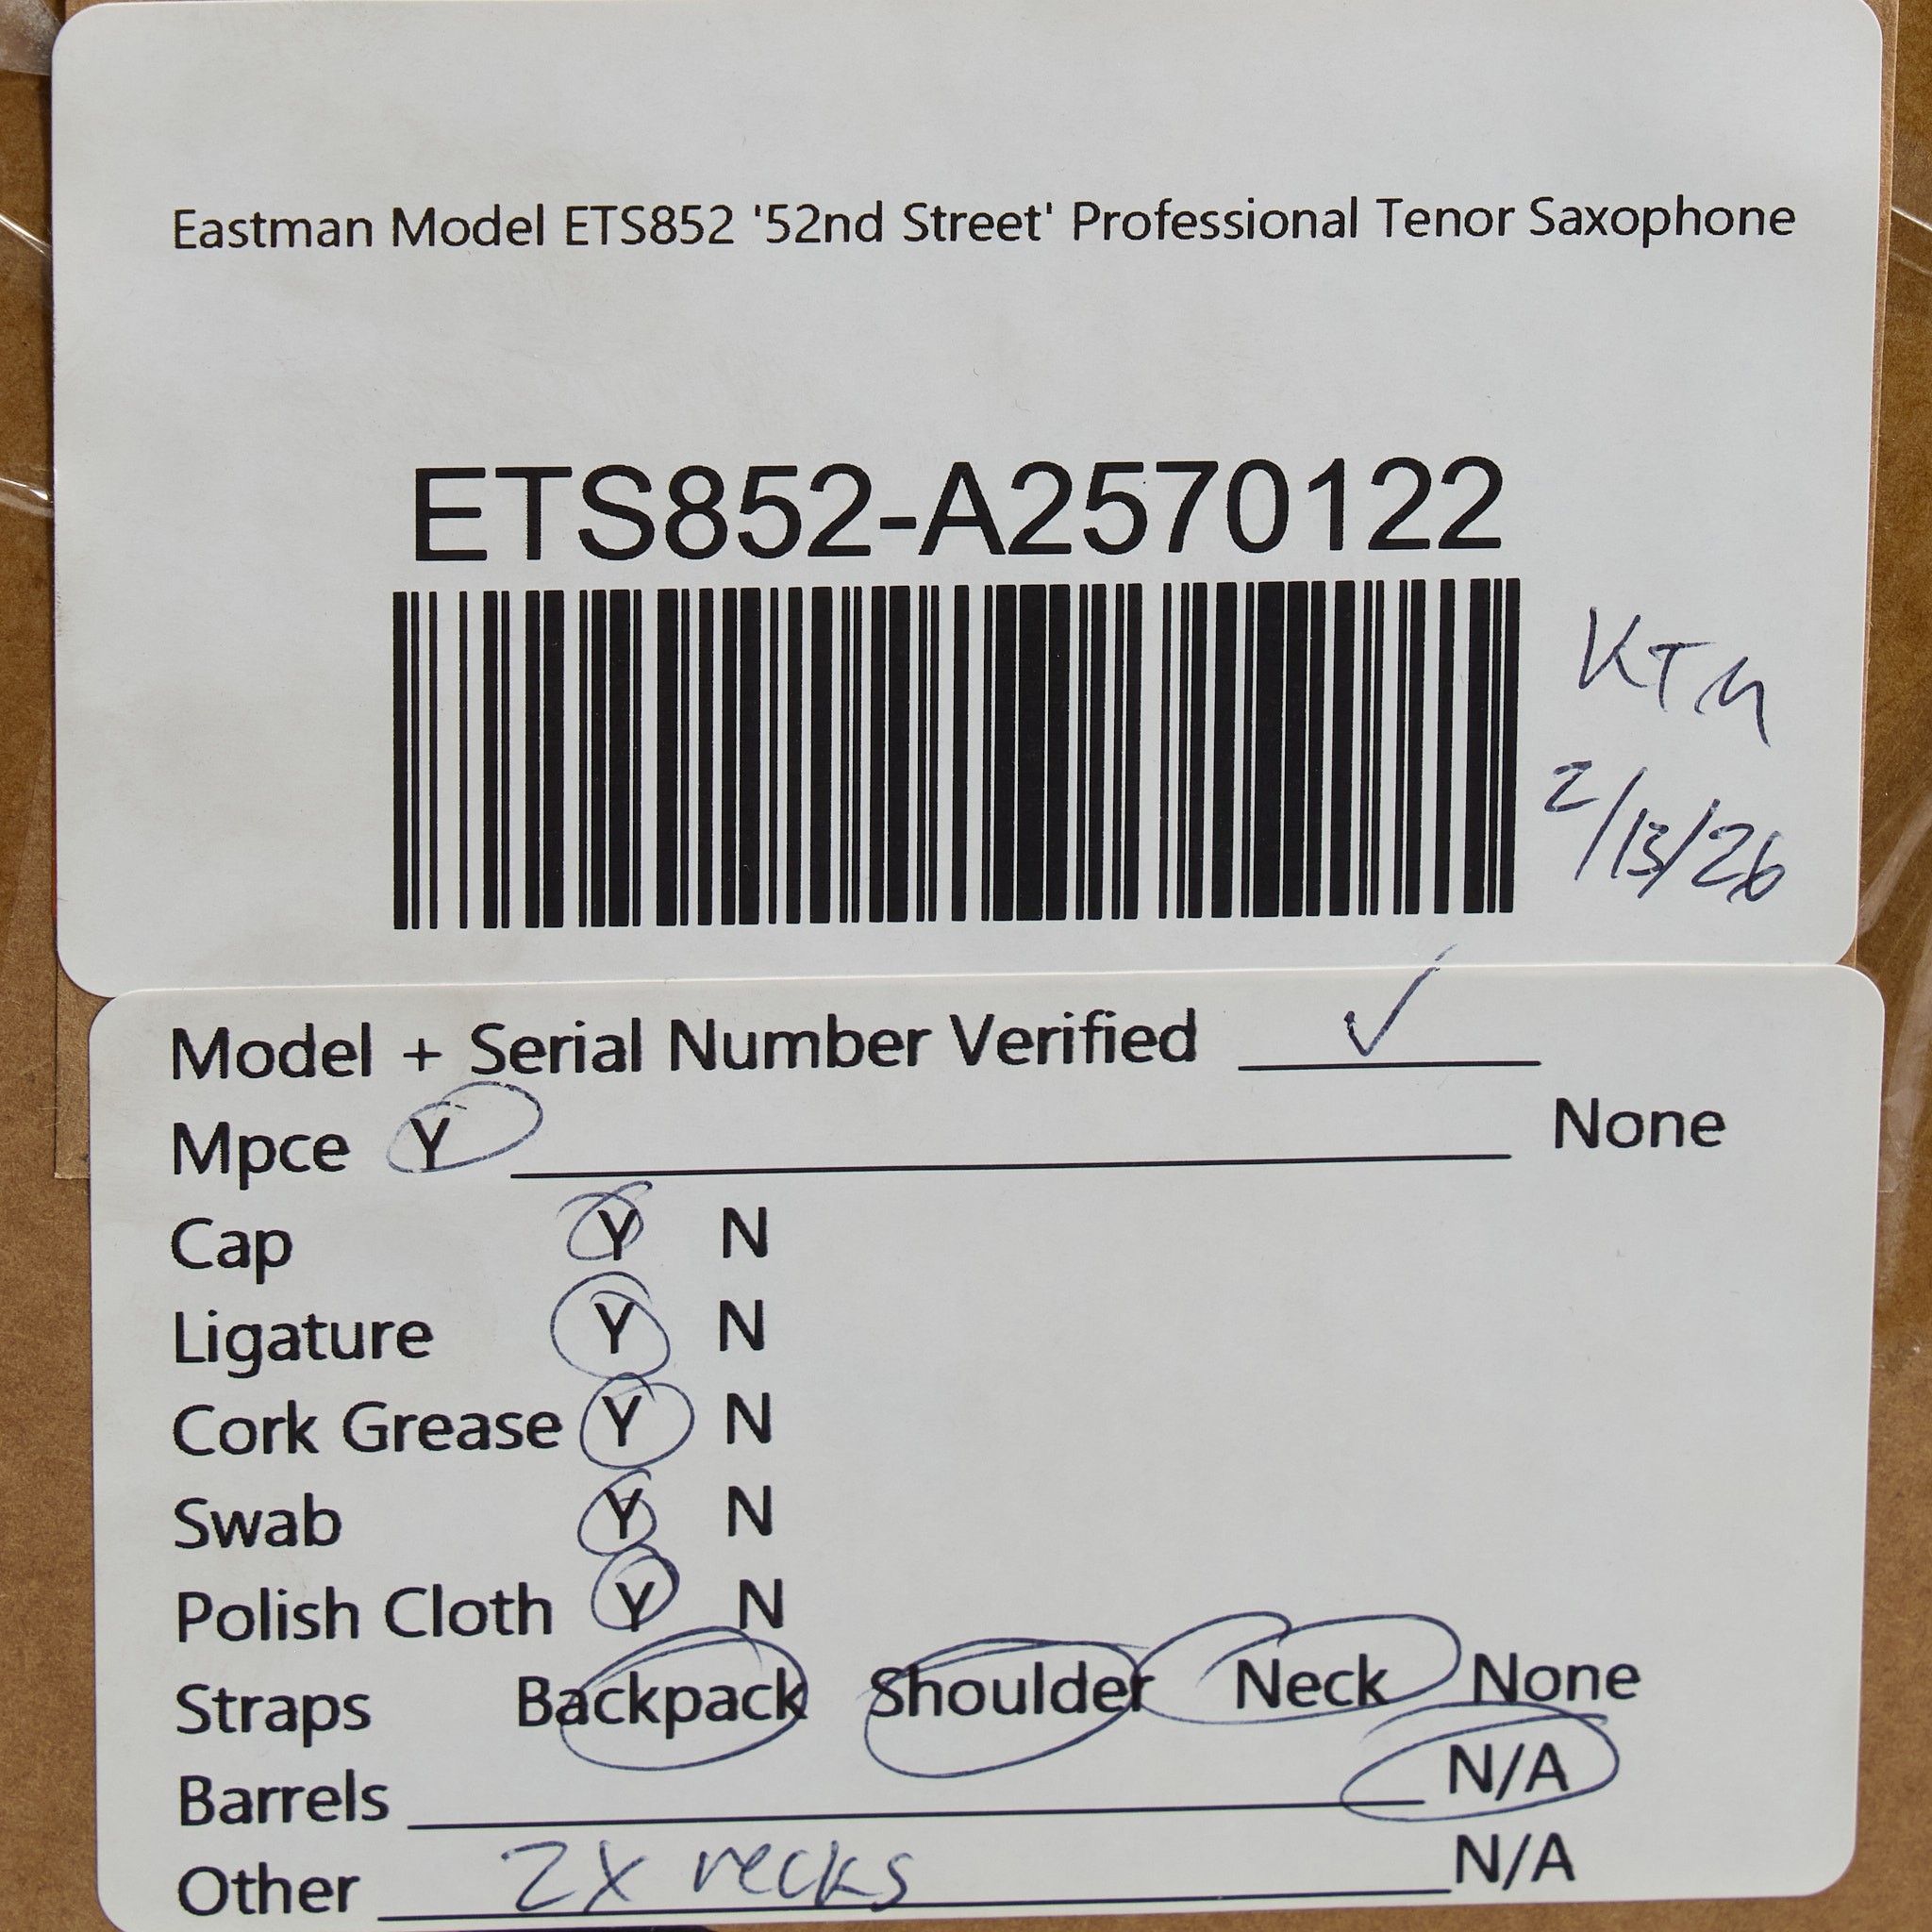 Eastman Model ETS852 '52nd Street' Professional Tenor Saxophone
ETS852-A2570122
KTM
2/13/26
Model + Serial Number Verified ✓
Mpce Y None
Cap Y N
Ligature Y N
Cork Grease Y N
Swab Y N
Polish Cloth Y N
Straps Backpack Shoulder Neck None
Barrels N/A
Other 2x necks N/A